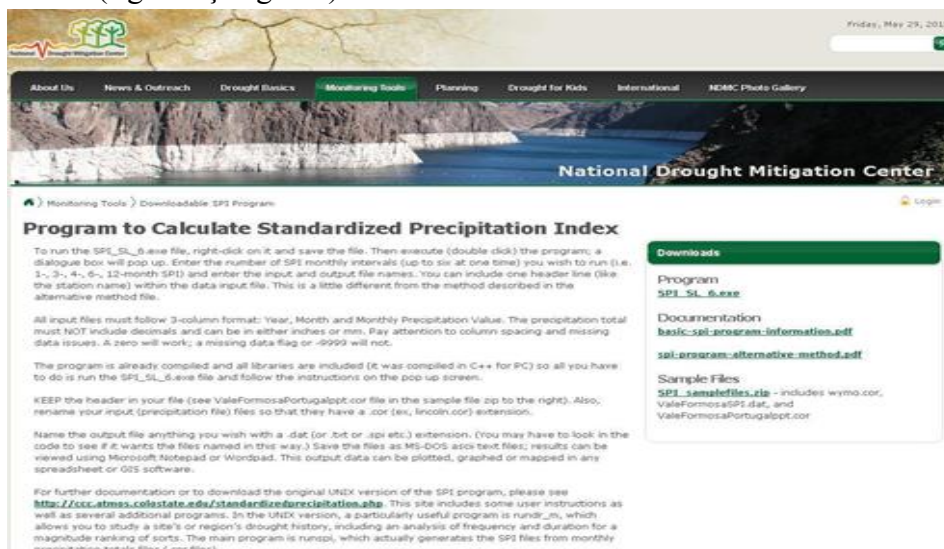 Friday, May 29, 201
National Drought Mitigation Center
About Us News & Outreach Drought Basics Monitoring Tools Planning Drought for Kids International NDMC Photo Gallery
National Drought Mitigation Center
Monitoring Tools Downloadable SPI Program
Login
Program to Calculate Standardized Precipitation Index
To run the SPI_SL_6.exe file, right-click on it and save the file. Then execute (double click) the program; a
dialogue box will pop up. Enter the number of SPI monthly intervals (up to six at one time) you wish to run (i.e.
1-, 3-, 4-, 6-, 12-month SPI) and enter the input and output file names. You can include one header line (like
the station name) within the data input file. This is a little different from the method described in the
alternative method file.
All input files must follow 3-column format: Year, Month and Monthly Precipitation Value. The precipitation total
must NOT include decimals and can be in either inches or mm. Pay attention to column spacing and missing
data issues. A zero will work; a missing data flag or -9999 will not.
The program is already compiled and all libraries are included (it was compiled in C++ for PC) so all you have
to do is run the SPI_SL_6.exe file and follow the instructions on the pop up screen.
KEEP the header in your file (see ValeFormosaPortugalppt.cor file in the sample file zip to the right). Also,
rename your input (precipitation file) files so that they have a .cor (ex, lincoln.cor) extension.
Name the output file anything you wish with a .dat (or .txt or .spi etc.) extension. (You may have to look in the
code to see if it wants the files named in this way.) Save the files as MS-DOS ascii text files; results can be
viewed using Microsoft Notepad or Wordpad. This output data can be plotted, graphed or mapped in any
spreadsheet or GIS software.
For further documentation or to download the original UNIX version of the SPI program, please see
http://ccc.atmos.colostate.edu/standardizedprecipitation.php. This site includes some user instructions as
well as several additional programs. In the UNIX version, a particularly useful program is rundr_m, which
allows you to study a site's or region's drought history, including an analysis of frequency and duration for a
magnitude ranking of sorts. The main program is runspi, which actually generates the SPI files from monthly
Downloads
Program
SPI_SL_6.exe
Documentation
basic-spi-program-information.pdf
spi-program-alternative-method.pdf
Sample Files
SPI_samplefiles.zip - includes wymo.cor,
ValeFormosaSPI.dat, and
ValeFormosaPortugalppt.cor